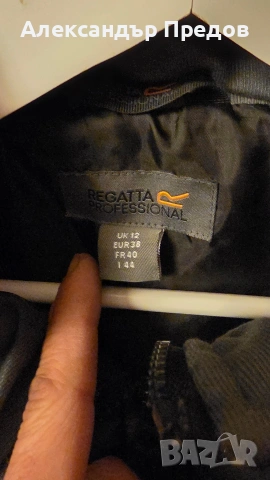 Александър Предов
REGATTA
PROFESSIONAL
UK 12
EUR 38
FR 40
I 44
BAZAR